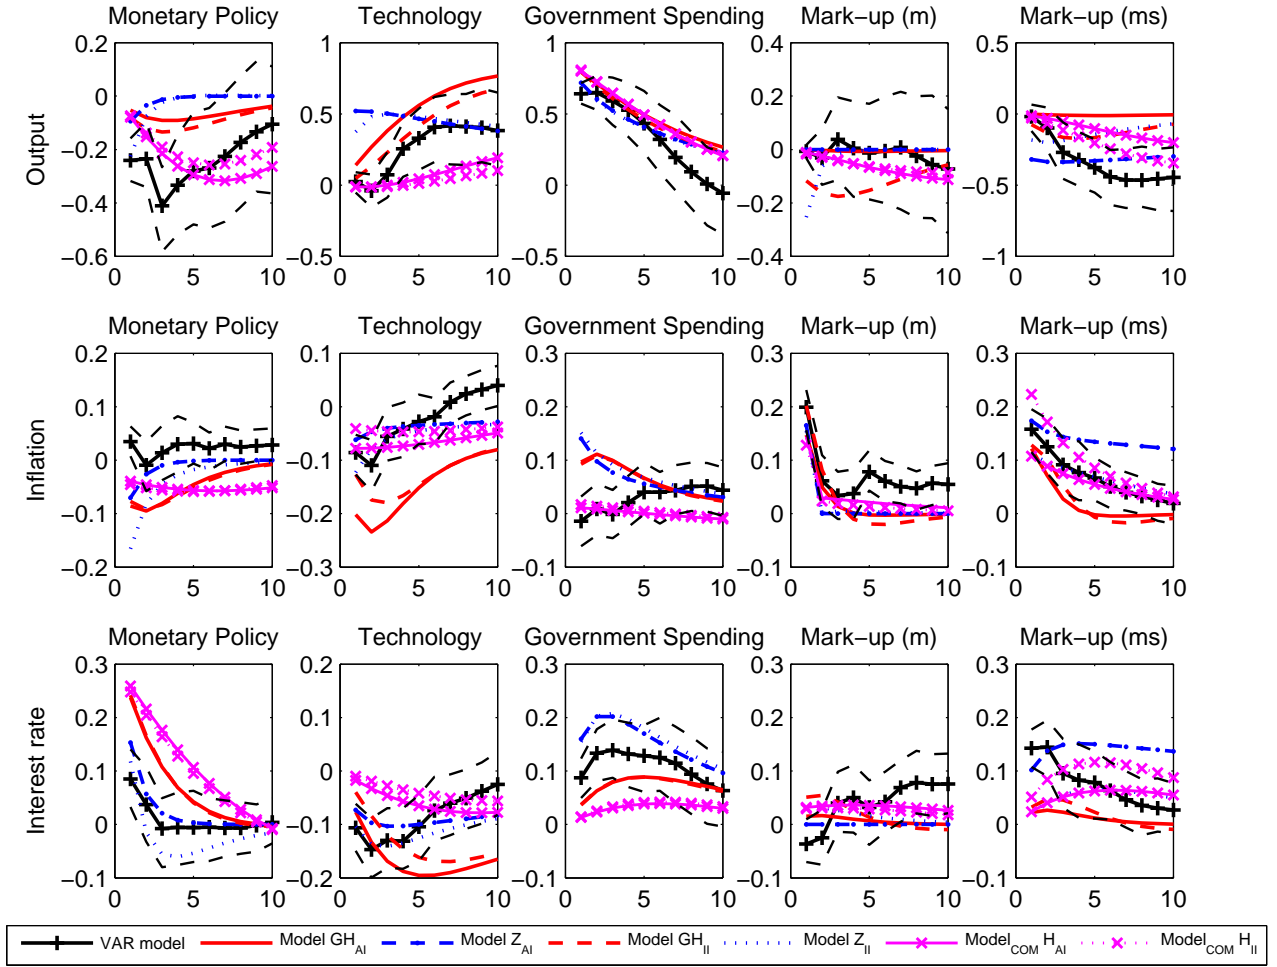 Monetary Policy Technology Government Spending Mark−up (m) Mark−up (ms)
Output
0.2 0 −0.2 −0.4 −0.6
0 5 10
1 0.5 0 0.5
0 5 10
1 0.5 0 0.5
0 5 10
0.4 0.2 0 −0.2 −0.4
0 5 10
0.5 0 −0.5 −1
0 5 10
Monetary Policy Technology Government Spending Mark−up (m) Mark−up (ms)
Inflation
0.2 0.1 0 −0.1 −0.2
0 5 10
0.1 0 −0.1 −0.2 −0.3
0 5 10
0.3 0.2 0.1 0 −0.1
0 5 10
0.3 0.2 0.1 0 −0.1
0 5 10
0.3 0.2 0.1 0 −0.1
0 5 10
Monetary Policy Technology Government Spending Mark−up (m) Mark−up (ms)
Interest rate
0.3 0.2 0.1 0 −0.1
0 5 10
0.2 0.1 0 −0.1 −0.2
0 5 10
0.3 0.2 0.1 0 −0.1
0 5 10
0.3 0.2 0.1 0 −0.1
0 5 10
0.3 0.2 0.1 0 −0.1
0 5 10
VAR model Model GH_AI Model Z_AI Model GH_II Model Z_II Model_COM H_AI Model_COM H_II